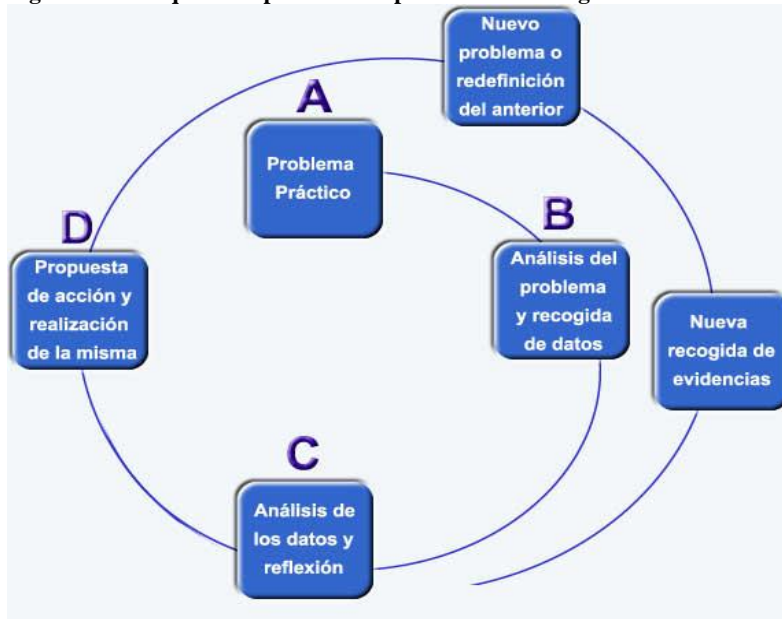 A
Problema
Práctico
B
Análisis del
problema
y recogida
de datos
C
Análisis de
los datos y
reflexión
D
Propuesta
de acción y
realización
de la misma
Nuevo
problema o
redefinición
del anterior
Nueva
recogida de
evidencias